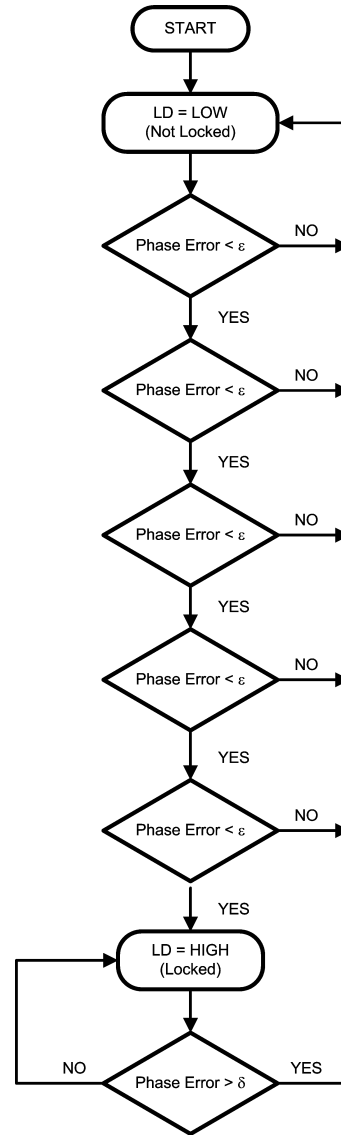 START
LD = LOW
(Not Locked)
Phase Error < ε
NO
YES
Phase Error < ε
NO
YES
Phase Error < ε
NO
YES
Phase Error < ε
NO
YES
Phase Error < ε
NO
YES
LD = HIGH
(Locked)
NO
Phase Error > δ
YES